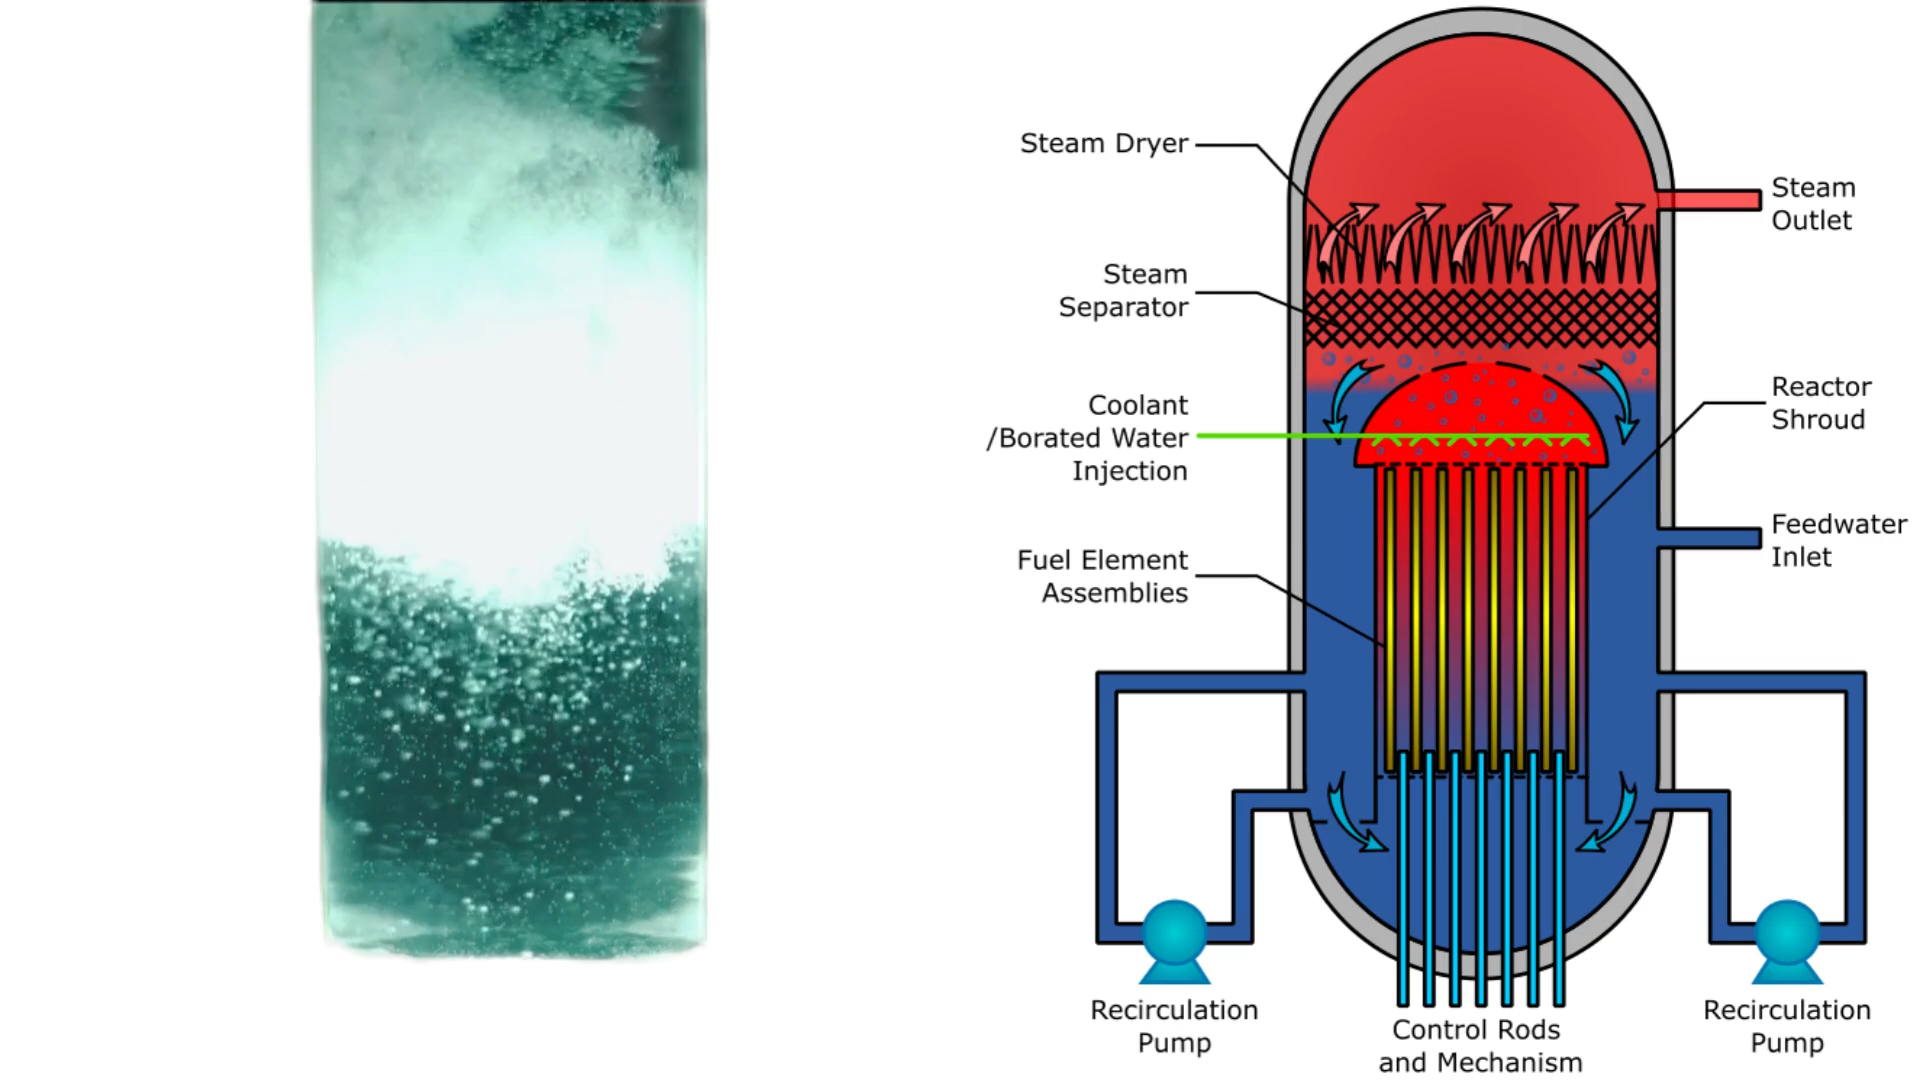 Steam Dryer
Steam
Outlet
Steam
Separator
Coolant
/Borated Water
Injection
Reactor
Shroud
Feedwater
Inlet
Fuel Element
Assemblies
Recirculation
Pump
Control Rods
and Mechanism
Recirculation
Pump